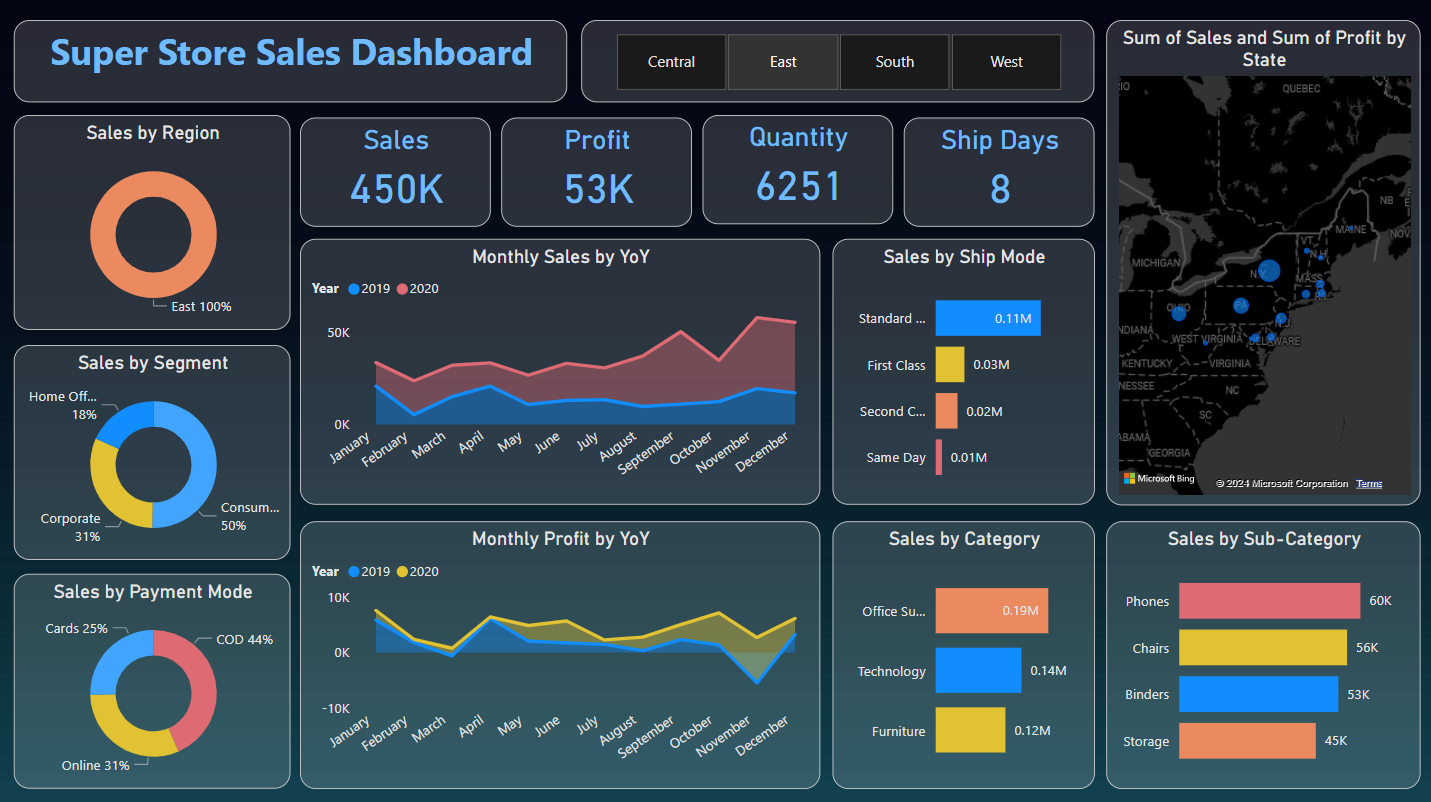 Super Store Sales Dashboard
Central
East
South
West
Sum of Sales and Sum of Profit by
State
Sales by Region
East 100%
Sales
450K
Profit
53K
Quantity
6251
Ship Days
8
Monthly Sales by YoY
Year 2019 2020
50K
0K
January
February
March
April
May
June
July
August
September
October
November
December
Sales by Ship Mode
Standard ... 0.11M
First Class 0.03M
Second C... 0.02M
Same Day 0.01M
QUEBEC
NB
MAINE
NOV
VT.
N.H.
MICHIGAN
N.Y.
MASS.
R.I.
OHIO
PA
N.J.
NDIANA
WEST VIRGINIA
DELAWARE
KENTUCKY
VIRGINIA
NESSEE
NC
SC
ABAMA
GEORGIA
Microsoft Bing
© 2024 Microsoft Corporation Terms
Sales by Segment
Home Off...
18%
Consum...
50%
Corporate
31%
Sales by Payment Mode
Cards 25%
COD 44%
Online 31%
Monthly Profit by YoY
Year 2019 2020
10K
0K
-10K
January
February
March
April
May
June
July
August
September
October
November
December
Sales by Category
Office Su... 0.19M
Technology 0.14M
Furniture 0.12M
Sales by Sub-Category
Phones 60K
Chairs 56K
Binders 53K
Storage 45K